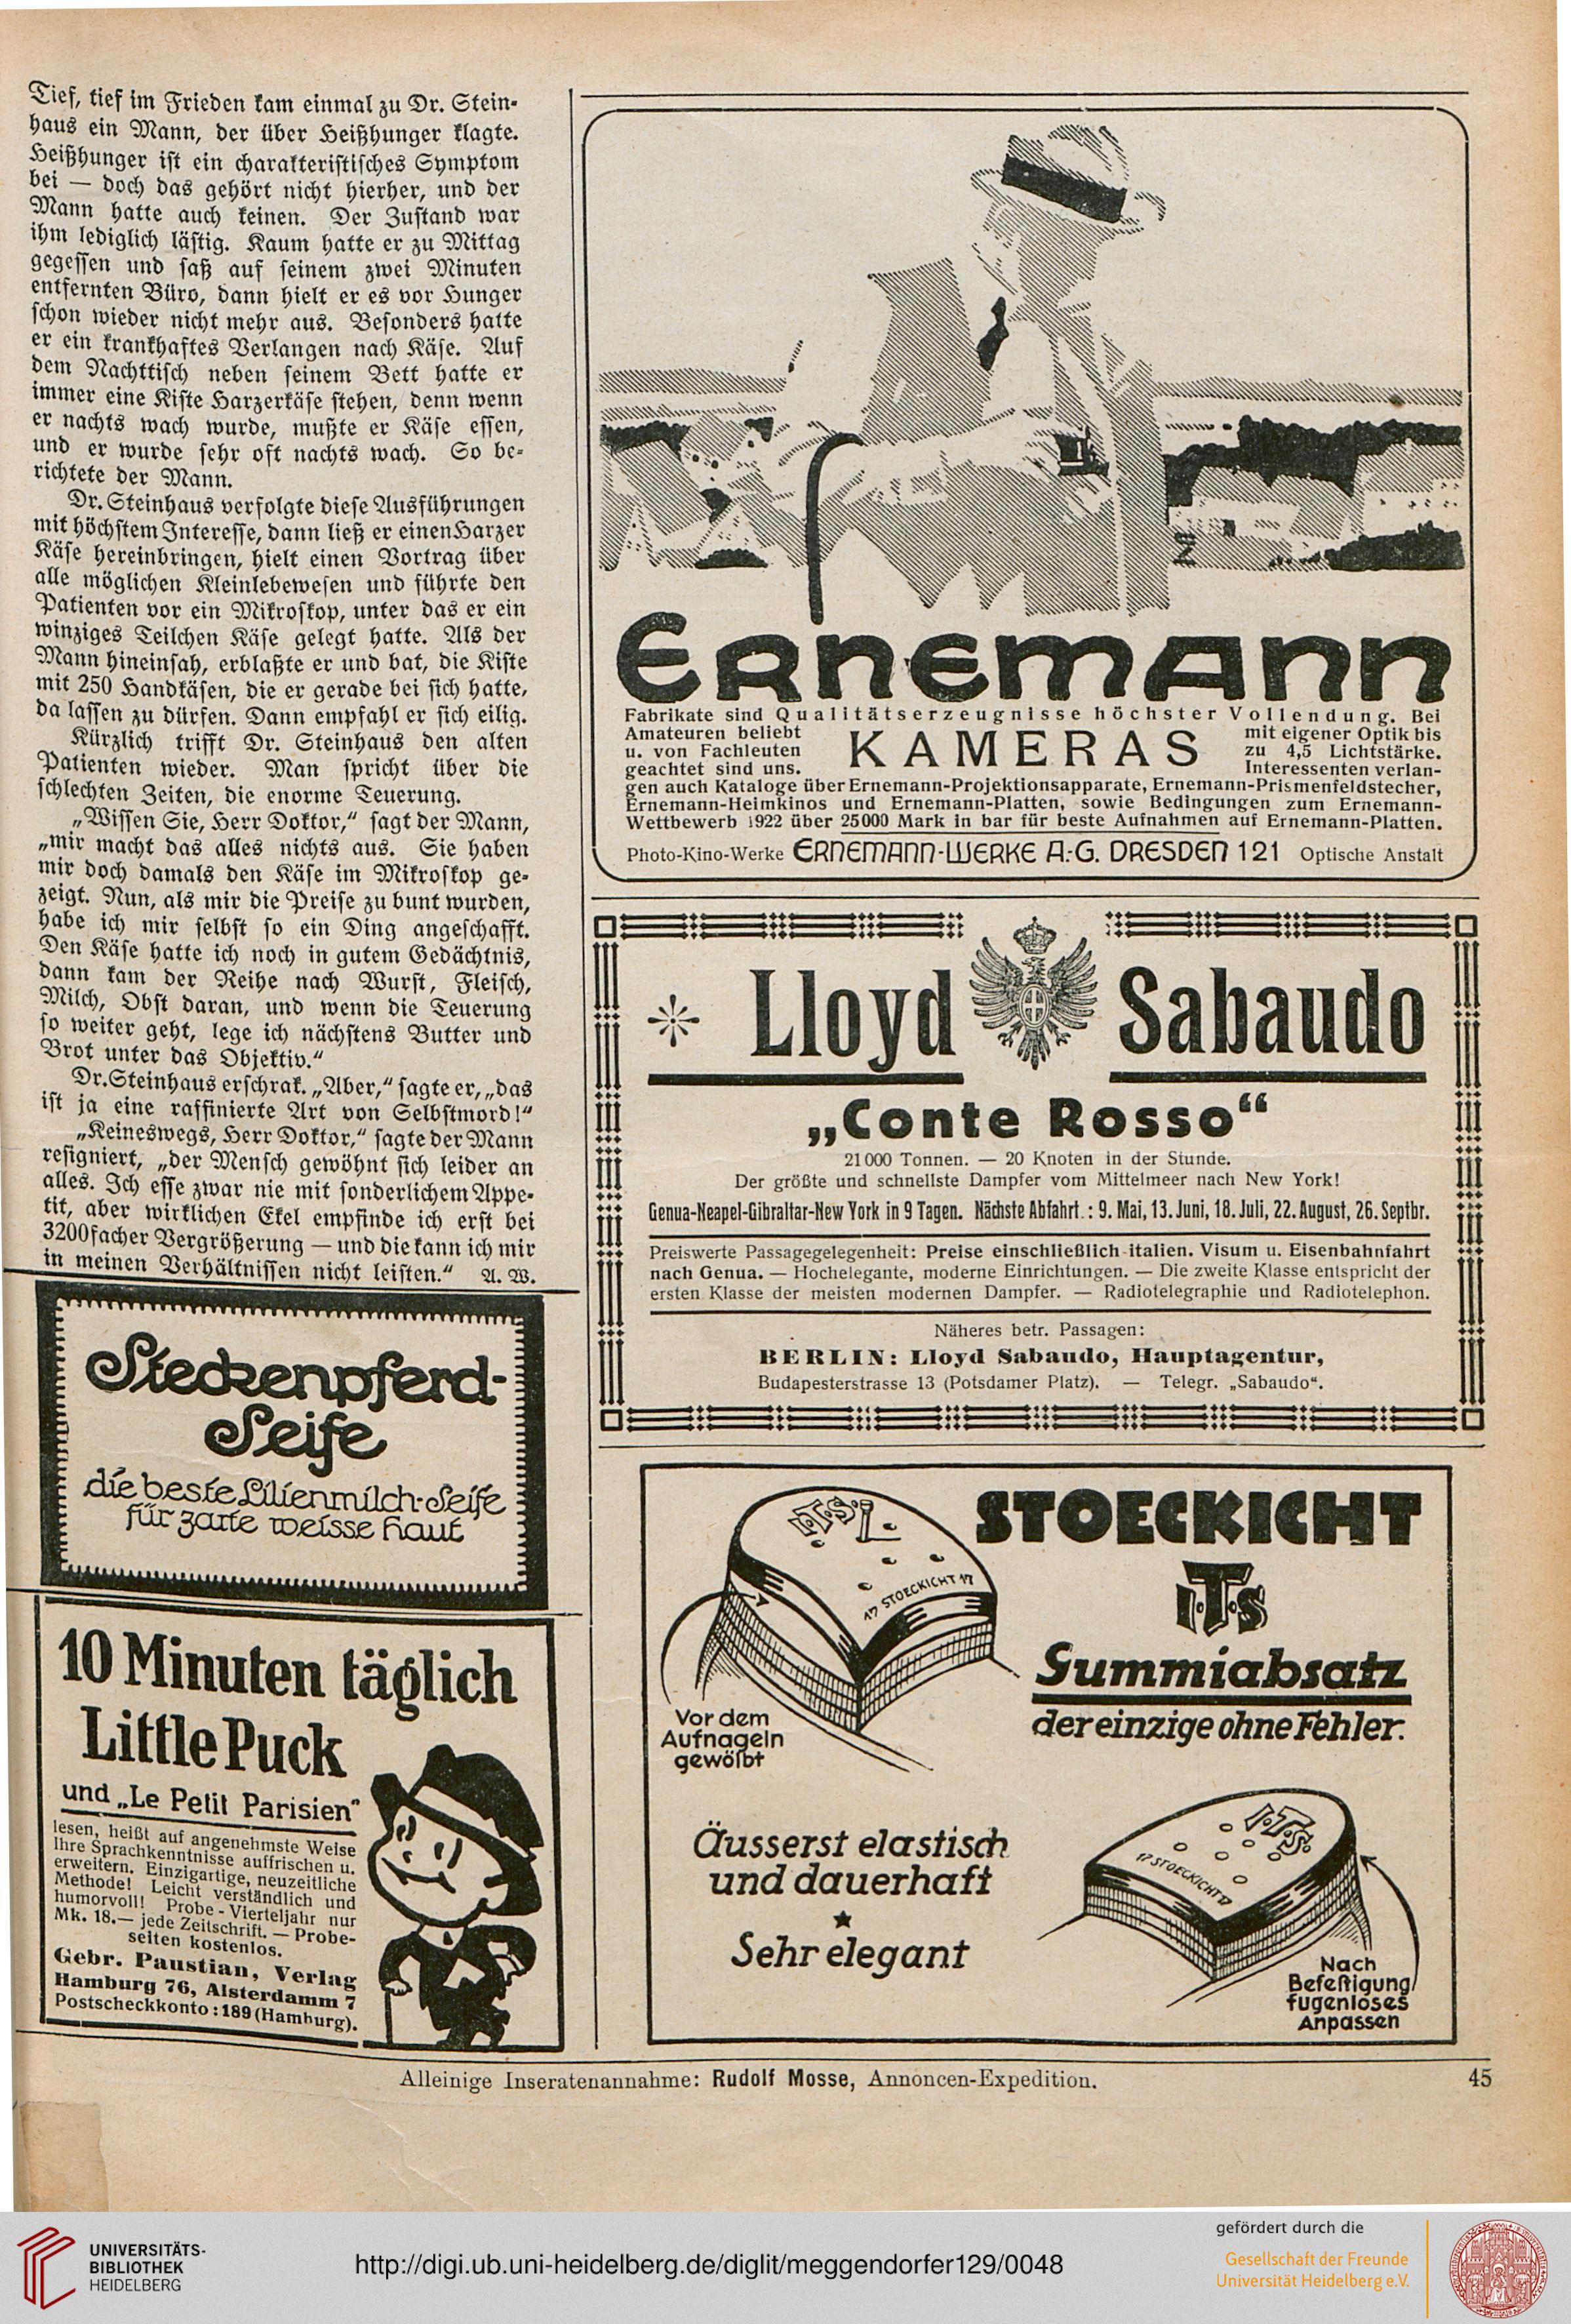 Tief, tief im Frieden kam einmal zu Dr. Stein-
haus ein Mann, der über Heißhunger klagte.
Heißhunger ist ein charakteristisches Symptom
bei — doch das gehört nicht hierher, und der
Mann hatte auch keinen. Der Zustand war
ihm lediglich lästig. Kaum hatte er zu Mittag
gegessen und saß auf seinem zwei Minuten
entfernten Büro, dann hielt er es vor Hunger
schon wieder nicht mehr aus. Besonders hatte
er ein krankhaftes Verlangen nach Käse. Auf
dem Nachttisch neben seinem Bett hatte er
immer eine Kiste Harzerkäse stehen, denn wenn
er nachts wach wurde, mußte er Käse essen,
und er wurde sehr oft nachts wach. So be-
richtete der Mann.
Dr. Steinhaus verfolgte diese Ausführungen
mit höchstem Interesse, dann ließ er einen Harzer
Käse hereinbringen, hielt einen Vortrag über
alle möglichen Kleinlebewesen und führte den
Patienten vor ein Mikroskop, unter das er ein
winziges Teilchen Käse gelegt hatte. Als der
Mann hineinsah, erblaßte er und bat, die Kiste
mit 250 Handkäsen, die er gerade bei sich hatte,
da lassen zu dürfen. Dann empfahl er sich eilig.
Kürzlich trifft Dr. Steinhaus den alten
Patienten wieder. Man spricht über die
schlechten Zeiten, die enorme Teuerung.
„Wissen Sie, Herr Doktor,“ sagt der Mann,
„mir macht das alles nichts aus. Sie haben
mir doch damals den Käse im Mikroskop ge-
zeigt. Nun, als mir die Preise zu bunt wurden,
habe ich mir selbst so ein Ding angeschafft.
Den Käse hatte ich noch in gutem Gedächtnis,
dann kam der Reihe nach Wurst, Fleisch,
Milch, Obst daran, und wenn die Teuerung
so weiter geht, lege ich nächstens Butter und
Brot unter das Objektiv.“
Dr. Steinhaus erschrak. „Aber,“ sagte er, „das
ist ja eine raffinierte Art von Selbstmord!“
„Keineswegs, Herr Doktor,“ sagte der Mann
resigniert, „der Mensch gewöhnt sich leider an
alles. Ich esse zwar nie mit sonderlichem Appe-
tit, aber wirklichen Ekel empfinde ich erst bei
3200facher Vergrößerung — und die kann ich mir
in meinen Verhältnissen nicht leisten.“ A. W.
Steckenpferd-
Seife
die beste Lilienmilch-Seife
für zarte weisse Haut
10 Minuten täglich
Little Puck
und „Le Petit Parisien“
lesen, heißt auf angenehmste Weise
Ihre Sprachkenntnisse auffrischen u.
erweitern. Einzigartige, neuzeitliche
Methode! Leicht verständlich und
humorvoll! Probe-Vierteljahr nur
Mk. 18.— jede Zeitschrift. — Probe-
seiten kostenlos.
Gebr. Paustian, Verlag
Hamburg 76, Alsterdamm 7
Postscheckkonto: 189 (Hamburg).
Ernemann
Fabrikate sind Qualitätserzeugnisse höchster Vollendung. Bei
Amateuren beliebt
u. von Fachleuten
geachtet sind uns.
KAMERAS
mit eigener Optik bis
zu 4,5 Lichtstärke.
Interessenten verlan-
gen auch Kataloge über Ernemann-Projektionsapparate, Ernemann-Prismenfeldstecher,
Ernemann-Heimkinos und Ernemann-Platten, sowie Bedingungen zum Ernemann-
Wettbewerb 1922 über 25000 Mark in bar für beste Aufnahmen auf Ernemann-Platten.
Photo-Kino-Werke ERNEMANN-WERKE A.-G. DRESDEN 121 Optische Anstalt
Lloyd Sabaudo
„Conte Rosso“
21000 Tonnen. — 20 Knoten in der Stunde.
Der größte und schnellste Dampfer vom Mittelmeer nach New York!
Genua-Neapel-Gibraltar-New York in 9 Tagen. Nächste Abfahrt.: 9. Mai, 13. Juni, 18. Juli, 22. August, 26. Septbr.
Preiswerte Passagegelegenheit: Preise einschließlich italien. Visum u. Eisenbahnfahrt
nach Genua. — Hochelegante, moderne Einrichtungen. — Die zweite Klasse entspricht der
ersten Klasse der meisten modernen Dampfer. — Radiotelegraphie und Radiotelephon.
Näheres betr. Passagen:
BERLIN: Lloyd Sabaudo, Hauptagentur,
Budapesterstrasse 13 (Potsdamer Platz). — Telegr. „Sabaudo“.
I.T.S. L
17 STOECKICHT 17
STOECKICHT
I.T.S
Gummiabsatz
der einzige ohne Fehler.
Vor dem
Aufnageln
gewölbt
Äusserst elastisch
und dauerhaft
★
Sehr elegant
I.T.S.
17 STOECKICHT 17
Nach
Befestigung
fugenloses
Anpassen
Alleinige Inseratenannahme: Rudolf Mosse, Annoncen-Expedition.
45
UNIVERSITÄTS-
BIBLIOTHEK
HEIDELBERG
http://digi.ub.uni-heidelberg.de/diglit/meggendorfer129/0048
gefördert durch die
Gesellschaft der Freunde
Universität Heidelberg e.V.